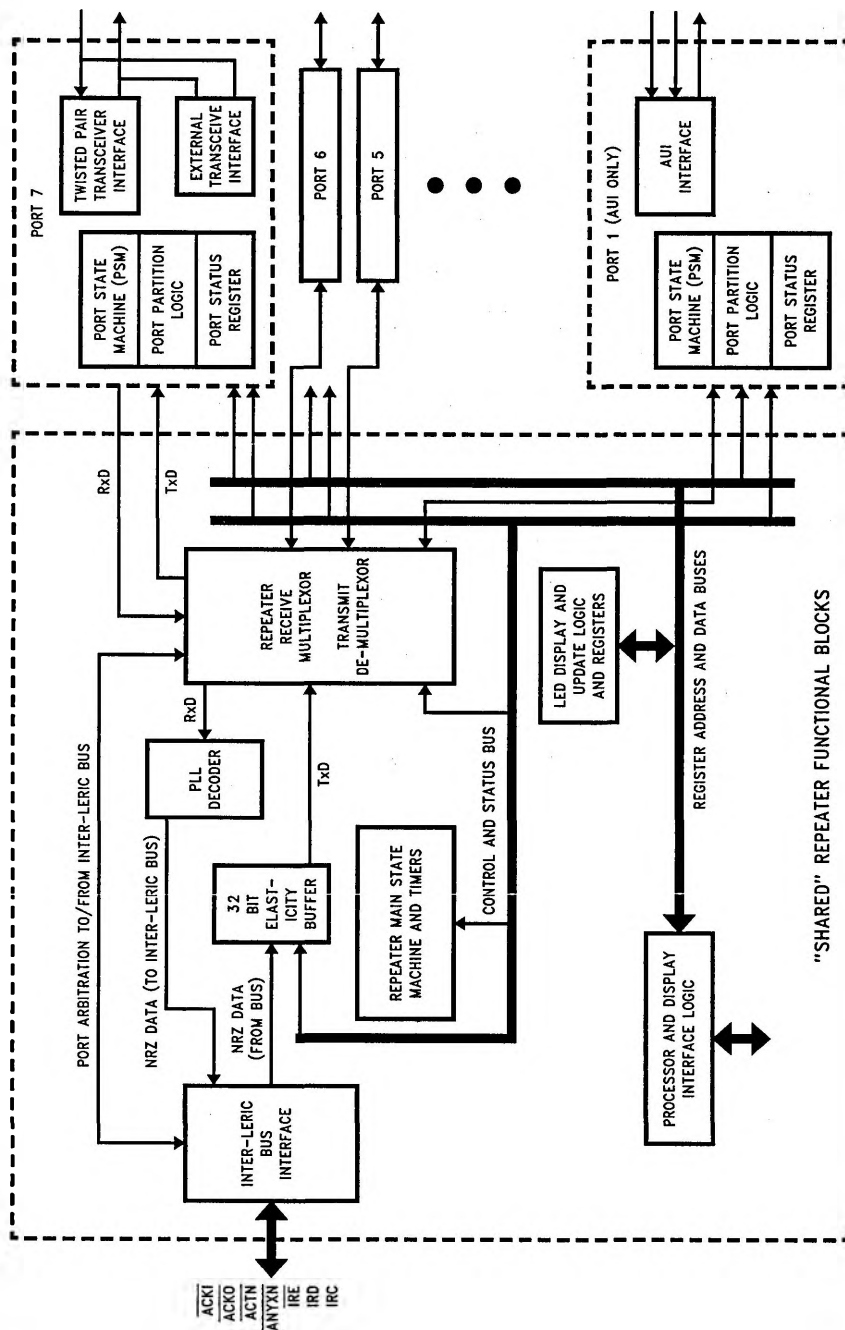 PORT 7
TWISTED PAIR
TRANSCEIVER
INTERFACE
EXTERNAL
TRANSCEIVE
INTERFACE
PORT STATE
MACHINE (PSM)
PORT PARTITION
LOGIC
PORT STATUS
REGISTER
PORT 6
PORT 5
PORT 1 (AUI ONLY)
AUI
INTERFACE
PORT STATE
MACHINE (PSM)
PORT PARTITION
LOGIC
PORT STATUS
REGISTER
RxD
TxD
REPEATER
RECEIVE
MULTIPLEXOR
TRANSMIT
DE-MULTIPLEXOR
PORT ARBITRATION TO/FROM INTER-LERIC BUS
RxD
PLL
DECODER
TxD
NRZ DATA (TO INTER-LERIC BUS)
32
BIT
ELAST-
ICITY
BUFFER
NRZ DATA
(FROM BUS)
REPEATER MAIN STATE
MACHINE AND TIMERS
CONTROL AND STATUS BUS
LED DISPLAY AND
UPDATE LOGIC
AND REGISTERS
REGISTER ADDRESS AND DATA BUSES
INTER-LERIC
BUS
INTERFACE
PROCESSOR AND DISPLAY
INTERFACE LOGIC
"SHARED" REPEATER FUNCTIONAL BLOCKS
ACKI
ACKO
ACTN
ANYXN
IRE
IRD
IRC